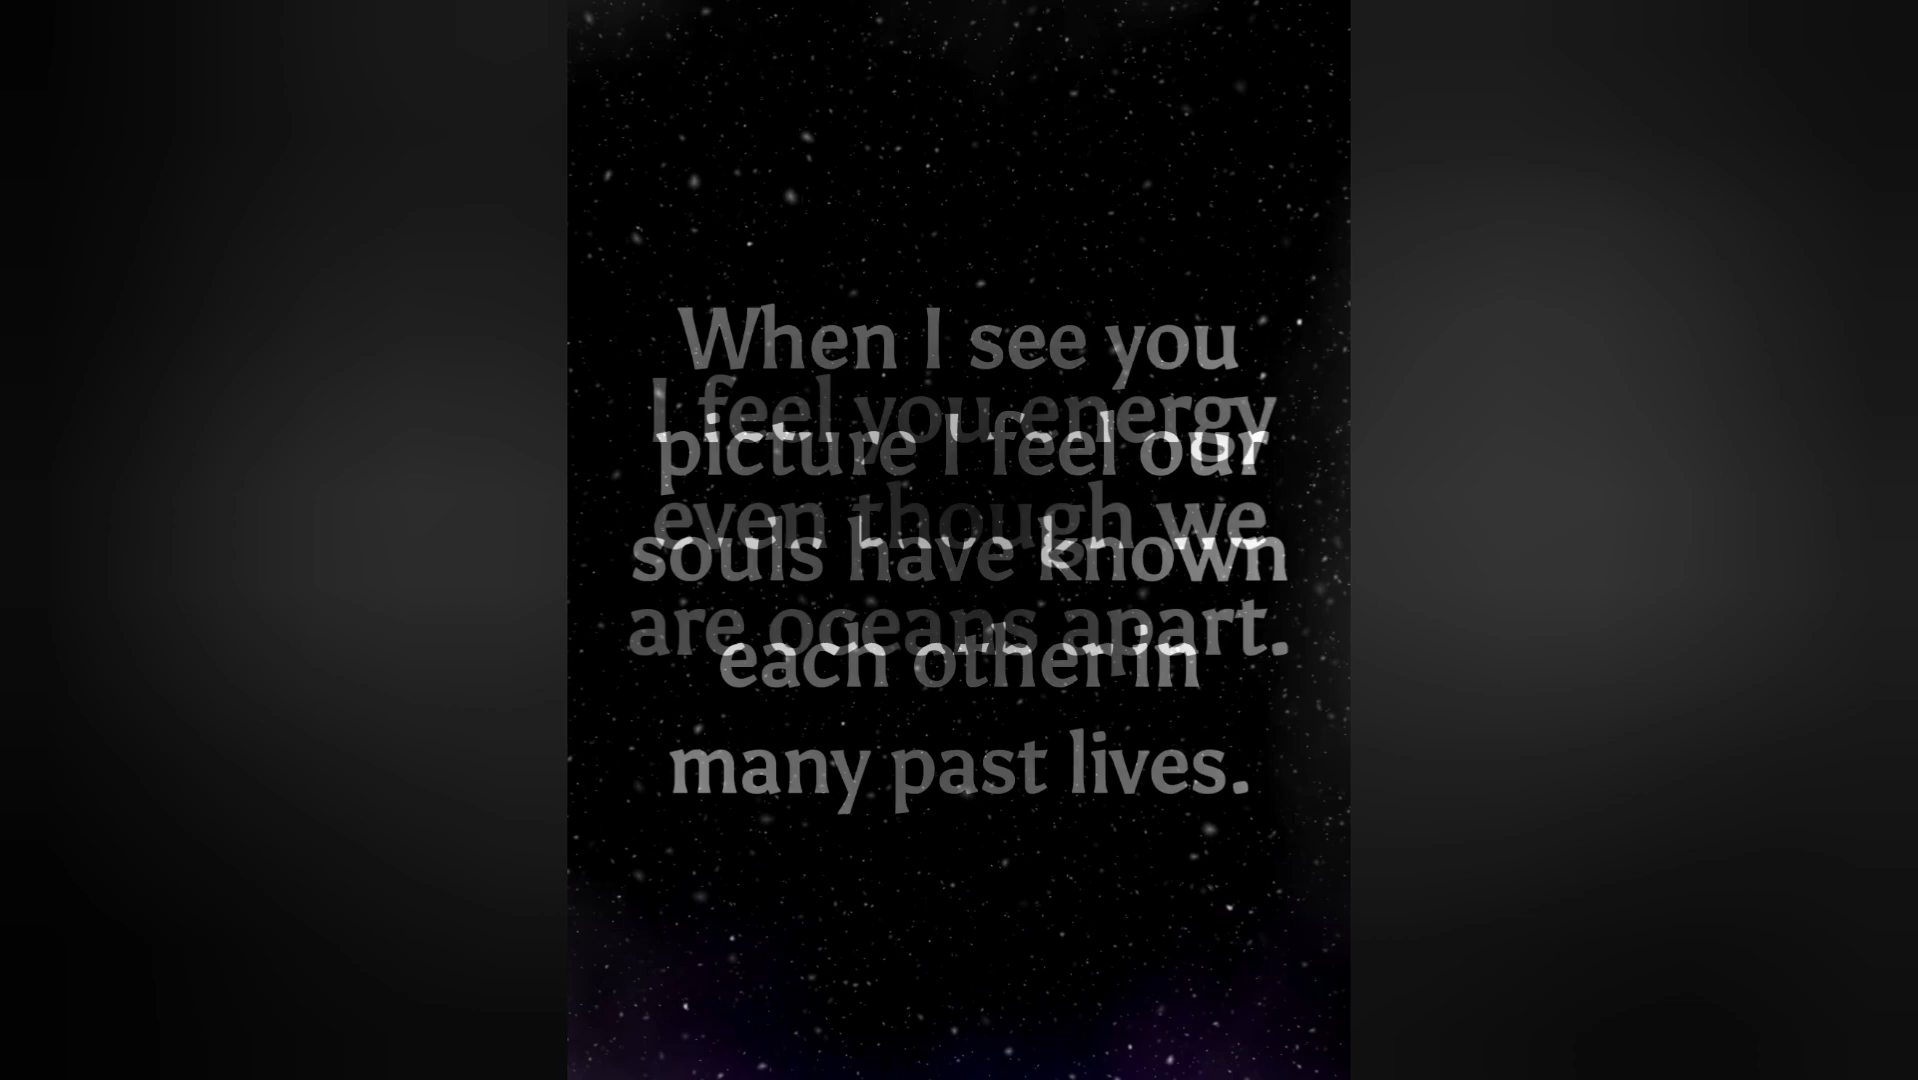 When I see you
I feel you energy
picture I feel our
even though we
souls have known
are oceans apart.
each other in
many past lives.